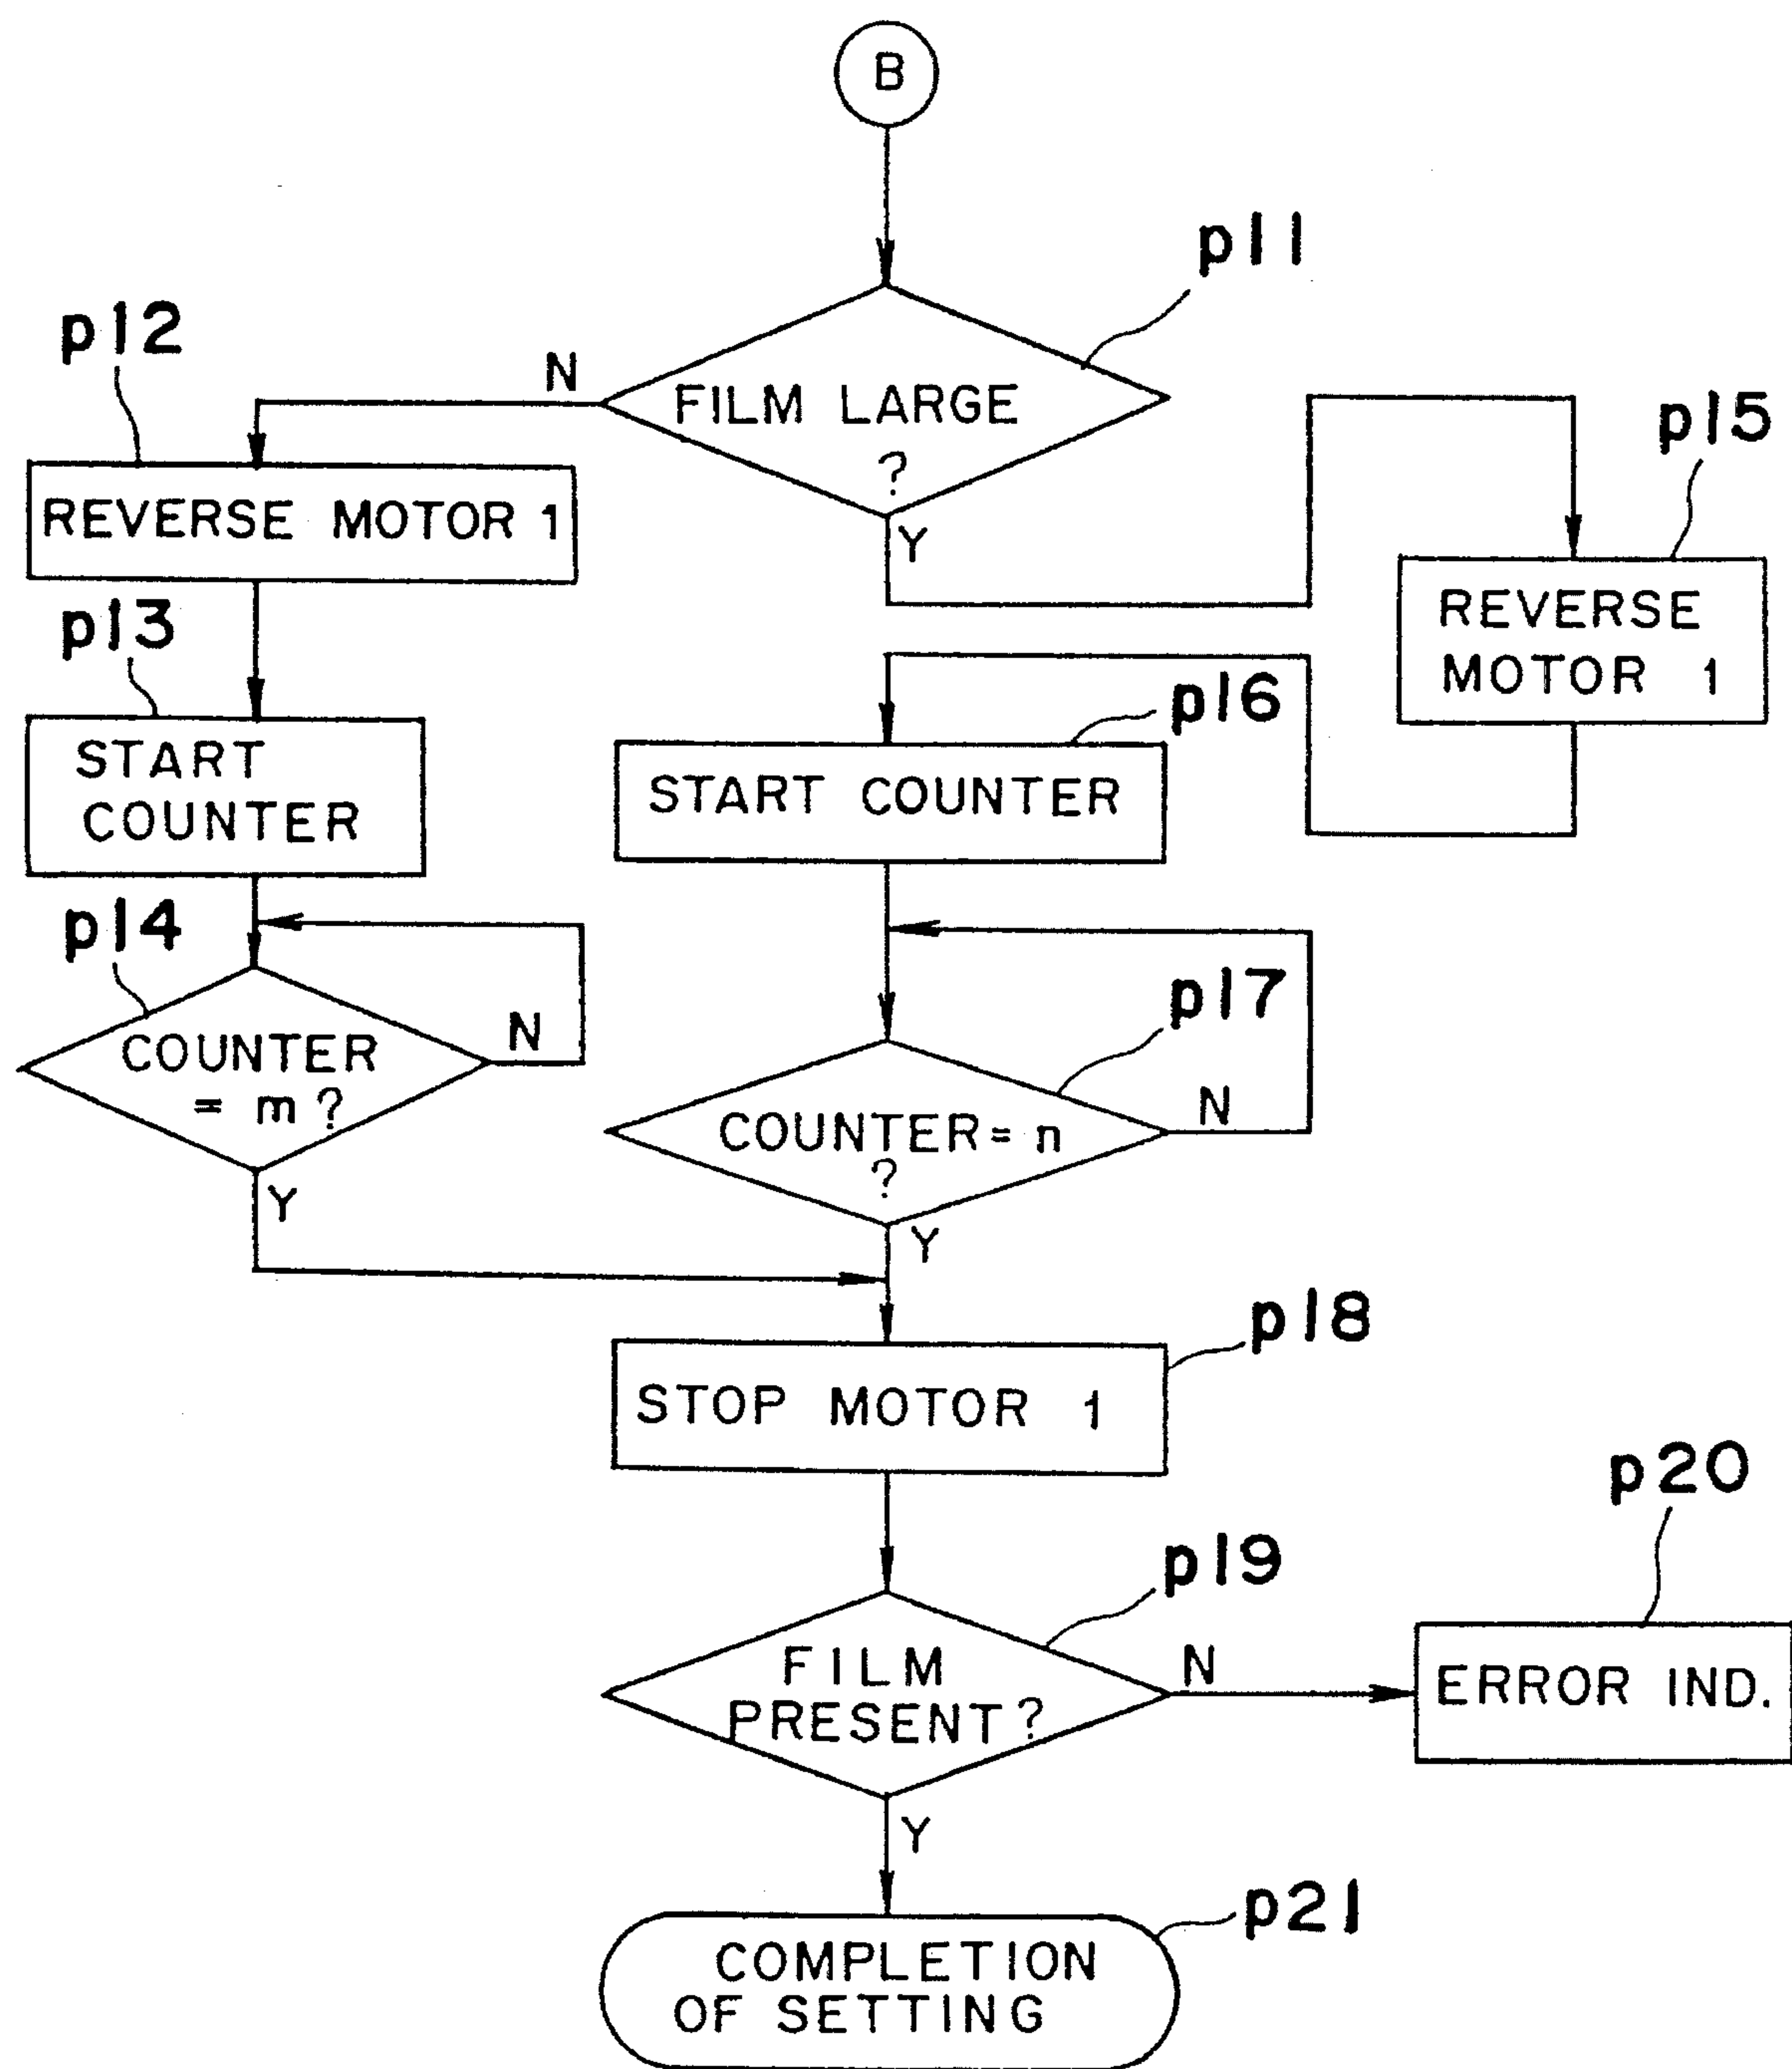 B
p11
FILM LARGE
?
N
Y
p12
REVERSE MOTOR 1
p15
REVERSE
MOTOR 1
p13
START
COUNTER
p16
START COUNTER
p14
COUNTER
= m ?
N
Y
p17
COUNTER = n
?
N
Y
p18
STOP MOTOR 1
p19
FILM
PRESENT ?
N
Y
p20
ERROR IND.
p21
COMPLETION
OF SETTING